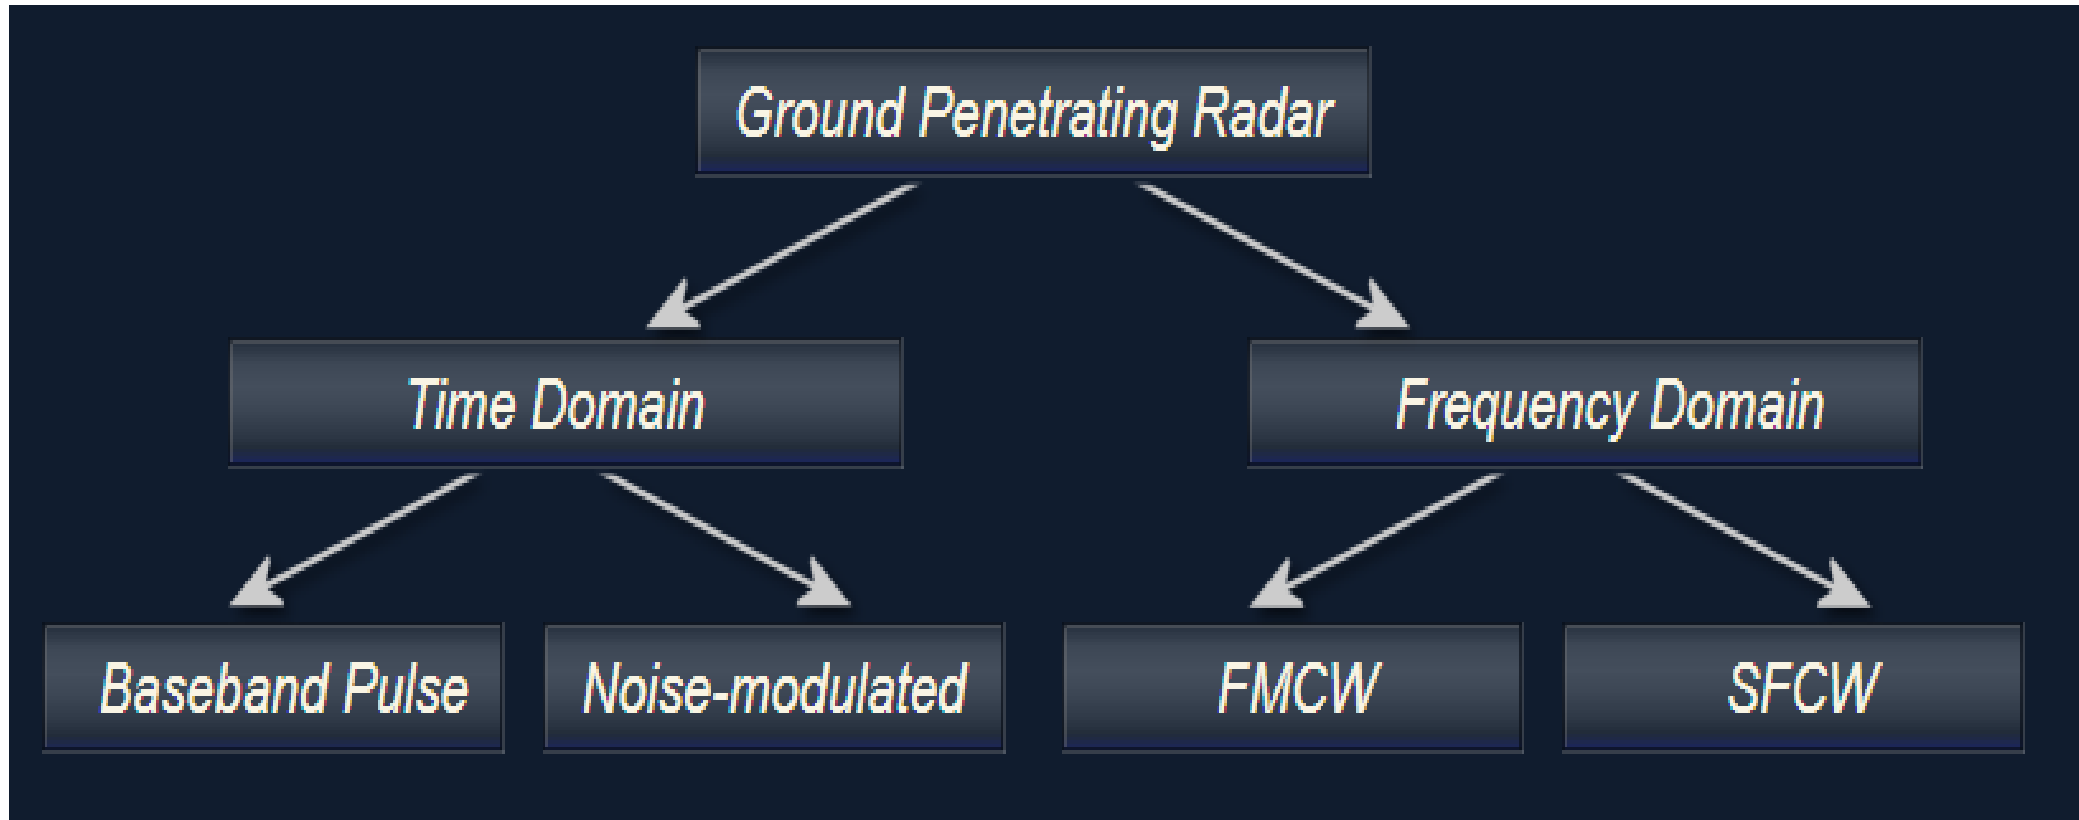 Ground Penetrating Radar
Time Domain
Frequency Domain
Baseband Pulse
Noise-modulated
FMCW
SFCW